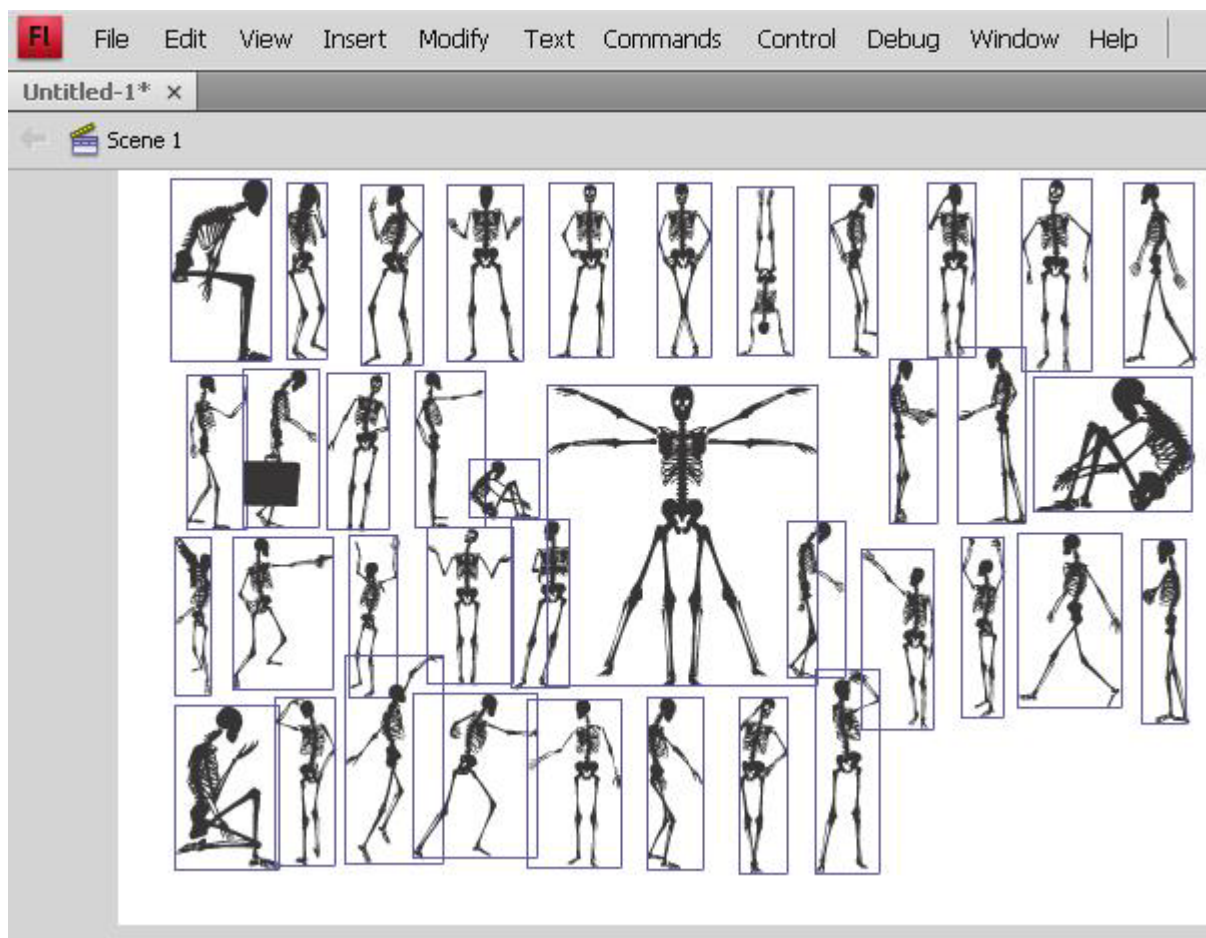 Fl File Edit View Insert Modify Text Commands Control Debug Window Help
Untitled-1* ×
Scene 1